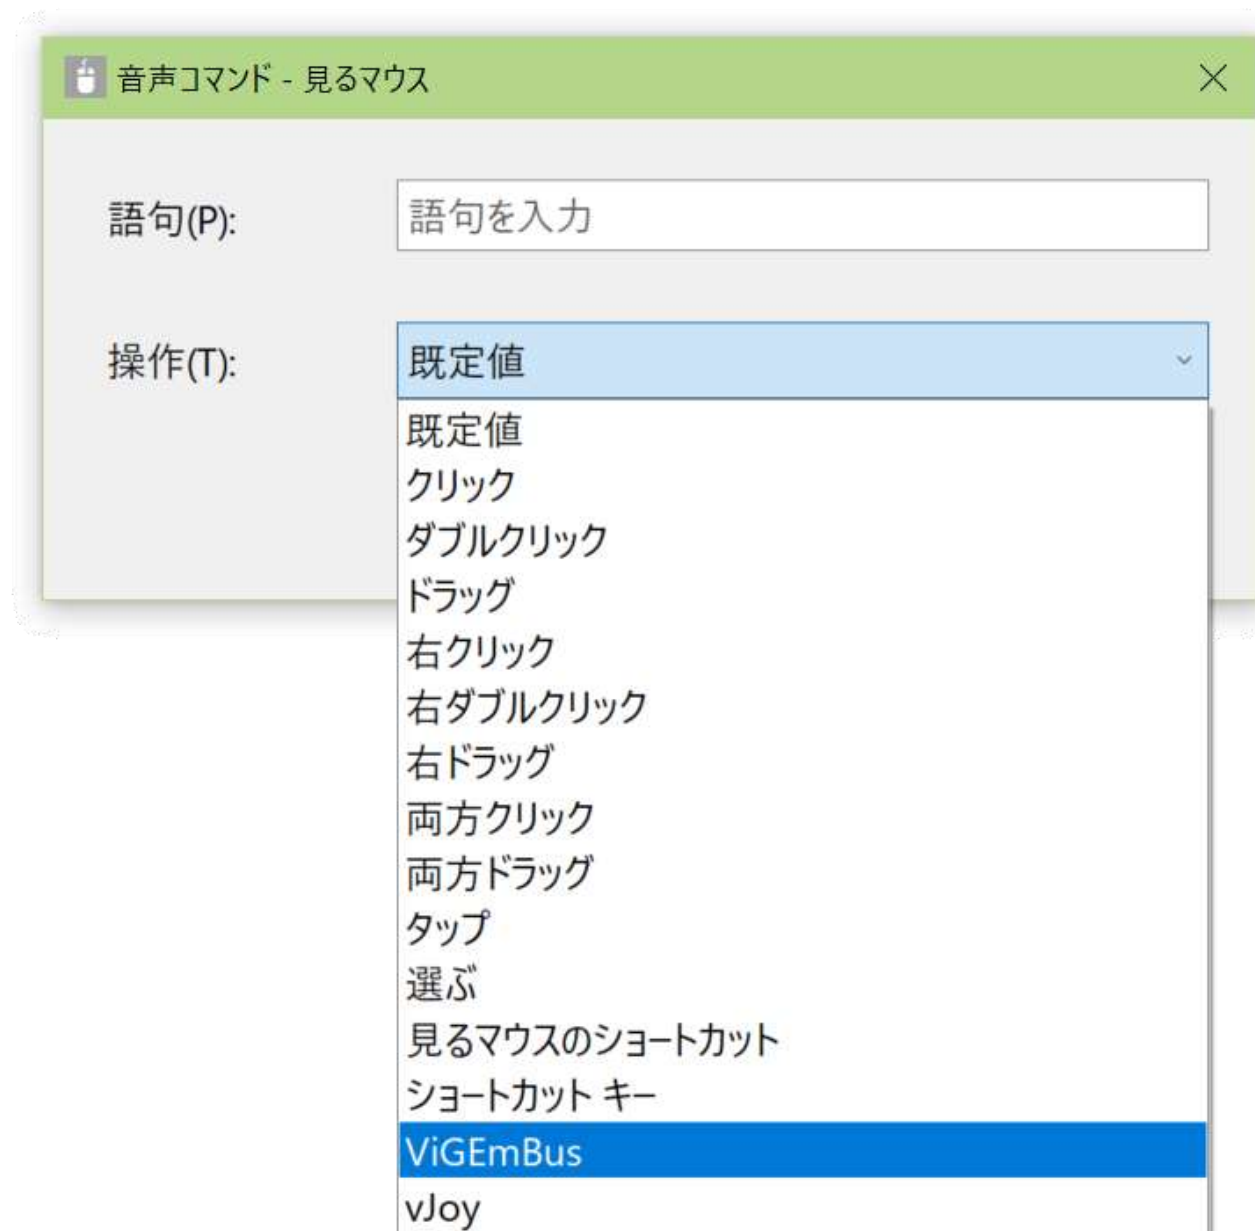 音声コマンド - 見るマウス
語句(P):
語句を入力
操作(T):
既定値
既定値
クリック
ダブルクリック
ドラッグ
右クリック
右ダブルクリック
右ドラッグ
両方クリック
両方ドラッグ
タップ
選ぶ
見るマウスのショートカット
ショートカット キー
ViGEmBus
vJoy